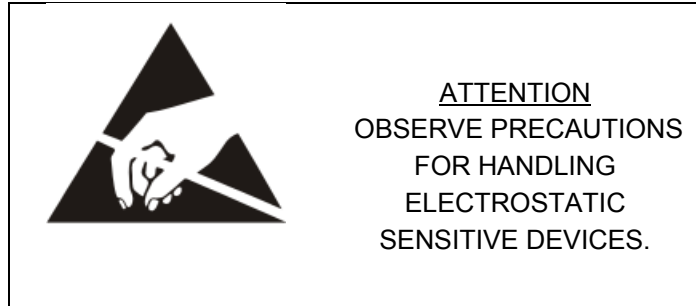 ATTENTION
OBSERVE PRECAUTIONS
FOR HANDLING
ELECTROSTATIC
SENSITIVE DEVICES.